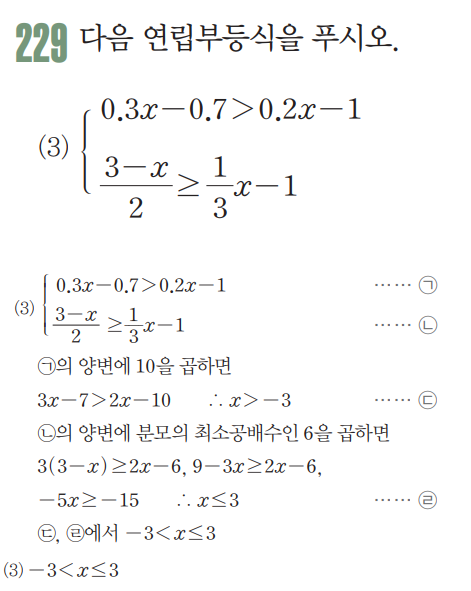 229 다음 연립부등식을 푸시오.
(3) { 0.3x−0.7>0.2x−1
(3−x)/2 ≥ (1/3)x−1
(3) { 0.3x−0.7>0.2x−1 …… ㉠
(3−x)/2 ≥ (1/3)x−1 …… ㉡
㉠의 양변에 10을 곱하면
3x−7>2x−10 ∴ x>−3 …… ㉢
㉡의 양변에 분모의 최소공배수인 6을 곱하면
3(3−x)≥2x−6, 9−3x≥2x−6,
−5x≥−15 ∴ x≤3 …… ㉣
㉢, ㉣에서 −3<x≤3
(3) −3<x≤3